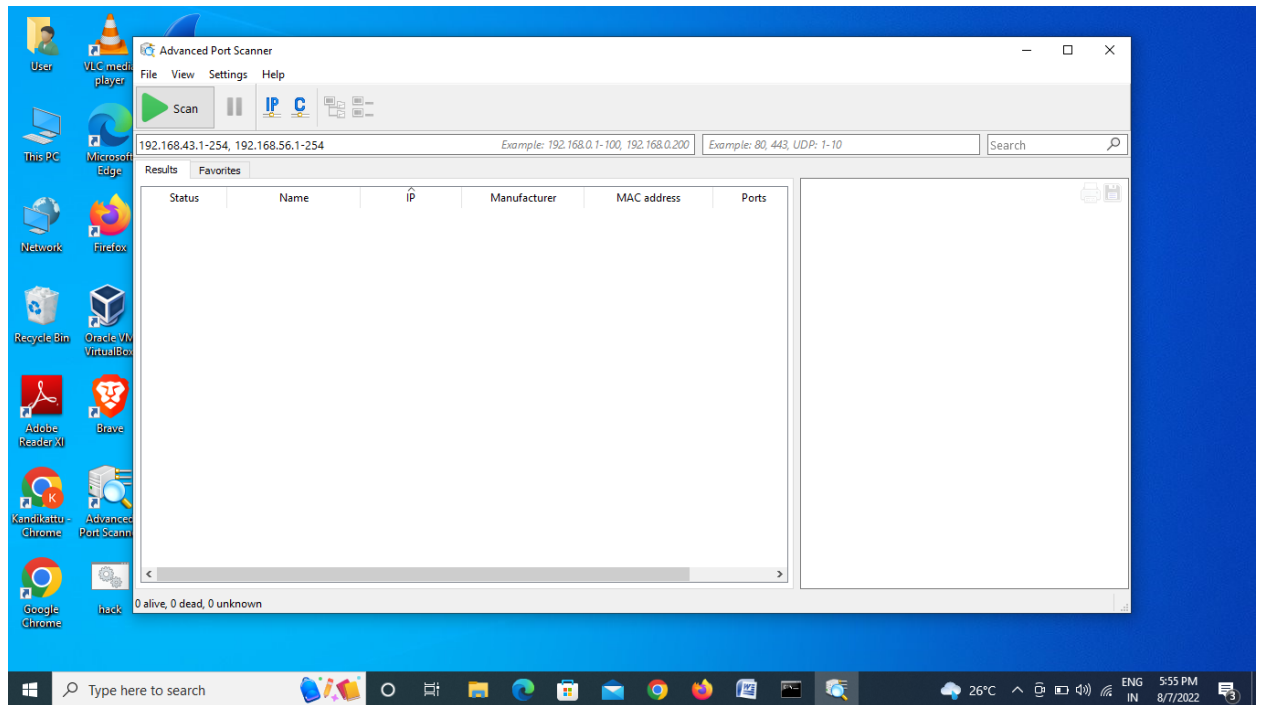 Advanced Port Scanner
File View Settings Help
Scan IP C
192.168.43.1-254, 192.168.56.1-254 Example: 192.168.0.1-100, 192.168.0.200 Example: 80, 443, UDP: 1-10 Search
Results Favorites
Status Name IP Manufacturer MAC address Ports
0 alive, 0 dead, 0 unknown
User
VLC media
player
This PC
Microsoft
Edge
Network
Firefox
Recycle Bin
Oracle VM
VirtualBox
Adobe
Reader XI
Brave
K
Kandikattu -
Chrome
Advanced
Port Scann
Google
Chrome
hack
Type here to search
26°C
ENG
IN
5:55 PM
8/7/2022
3